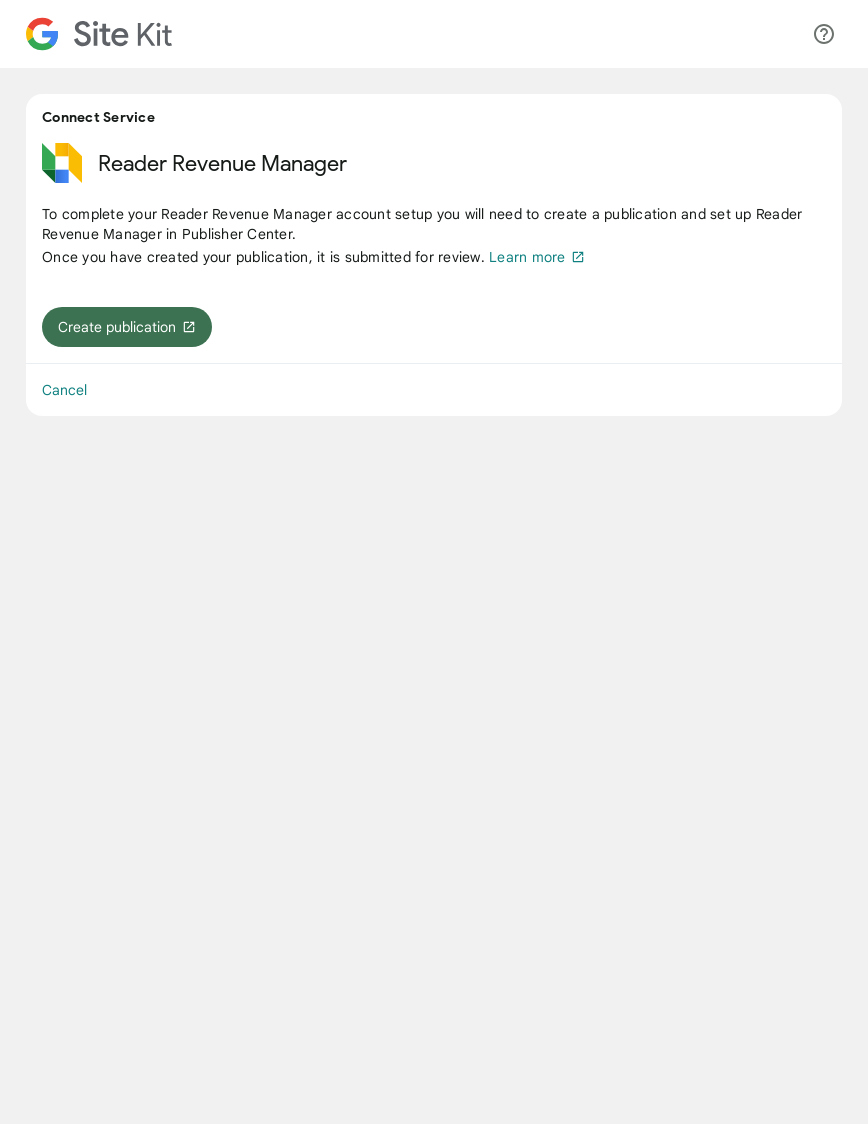 Site Kit
Connect Service
Reader Revenue Manager
To complete your Reader Revenue Manager account setup you will need to create a publication and set up Reader
Revenue Manager in Publisher Center.
Once you have created your publication, it is submitted for review. Learn more
Create publication
Cancel